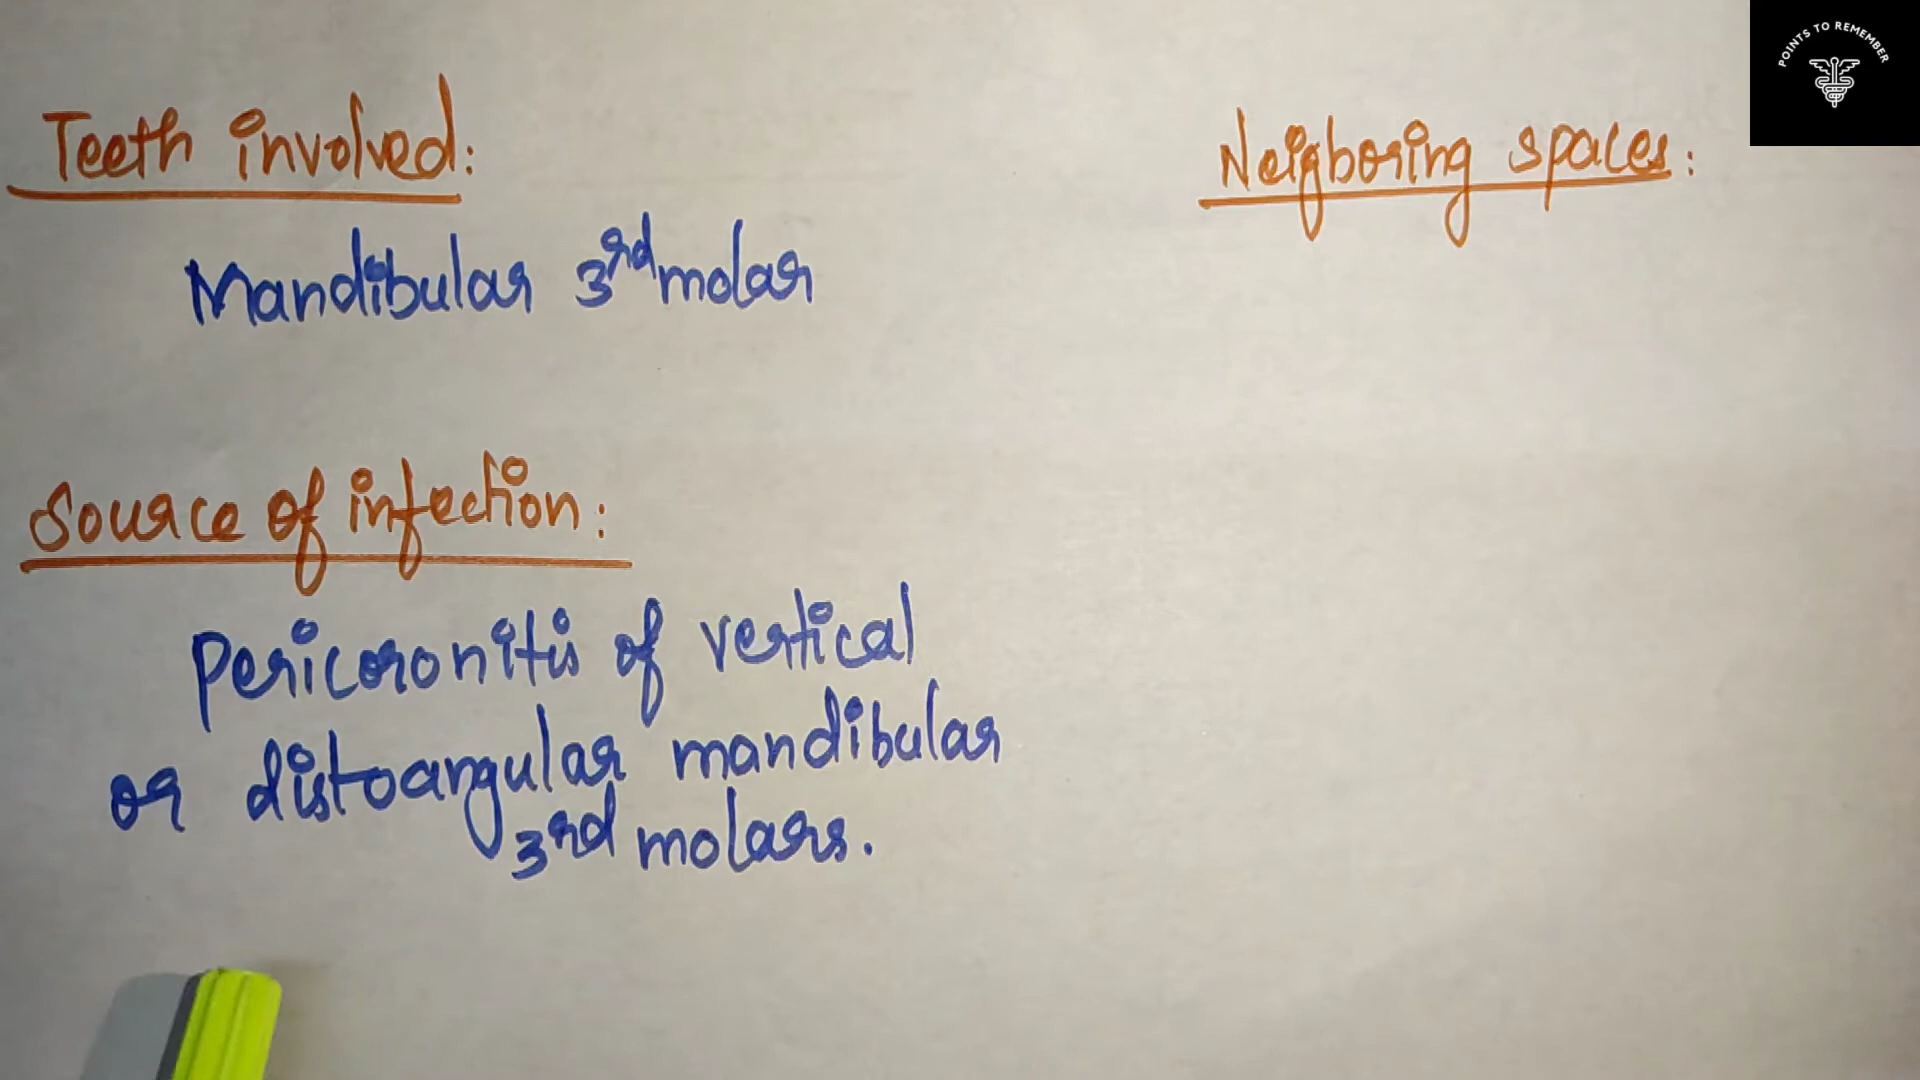 Teeth involved:
Mandibular 3rd molar
Source of infection:
Pericoronitis of vertical
or distoangular mandibular
3rd molars.
Neigboring spaces:
POINTS TO REMEMBER